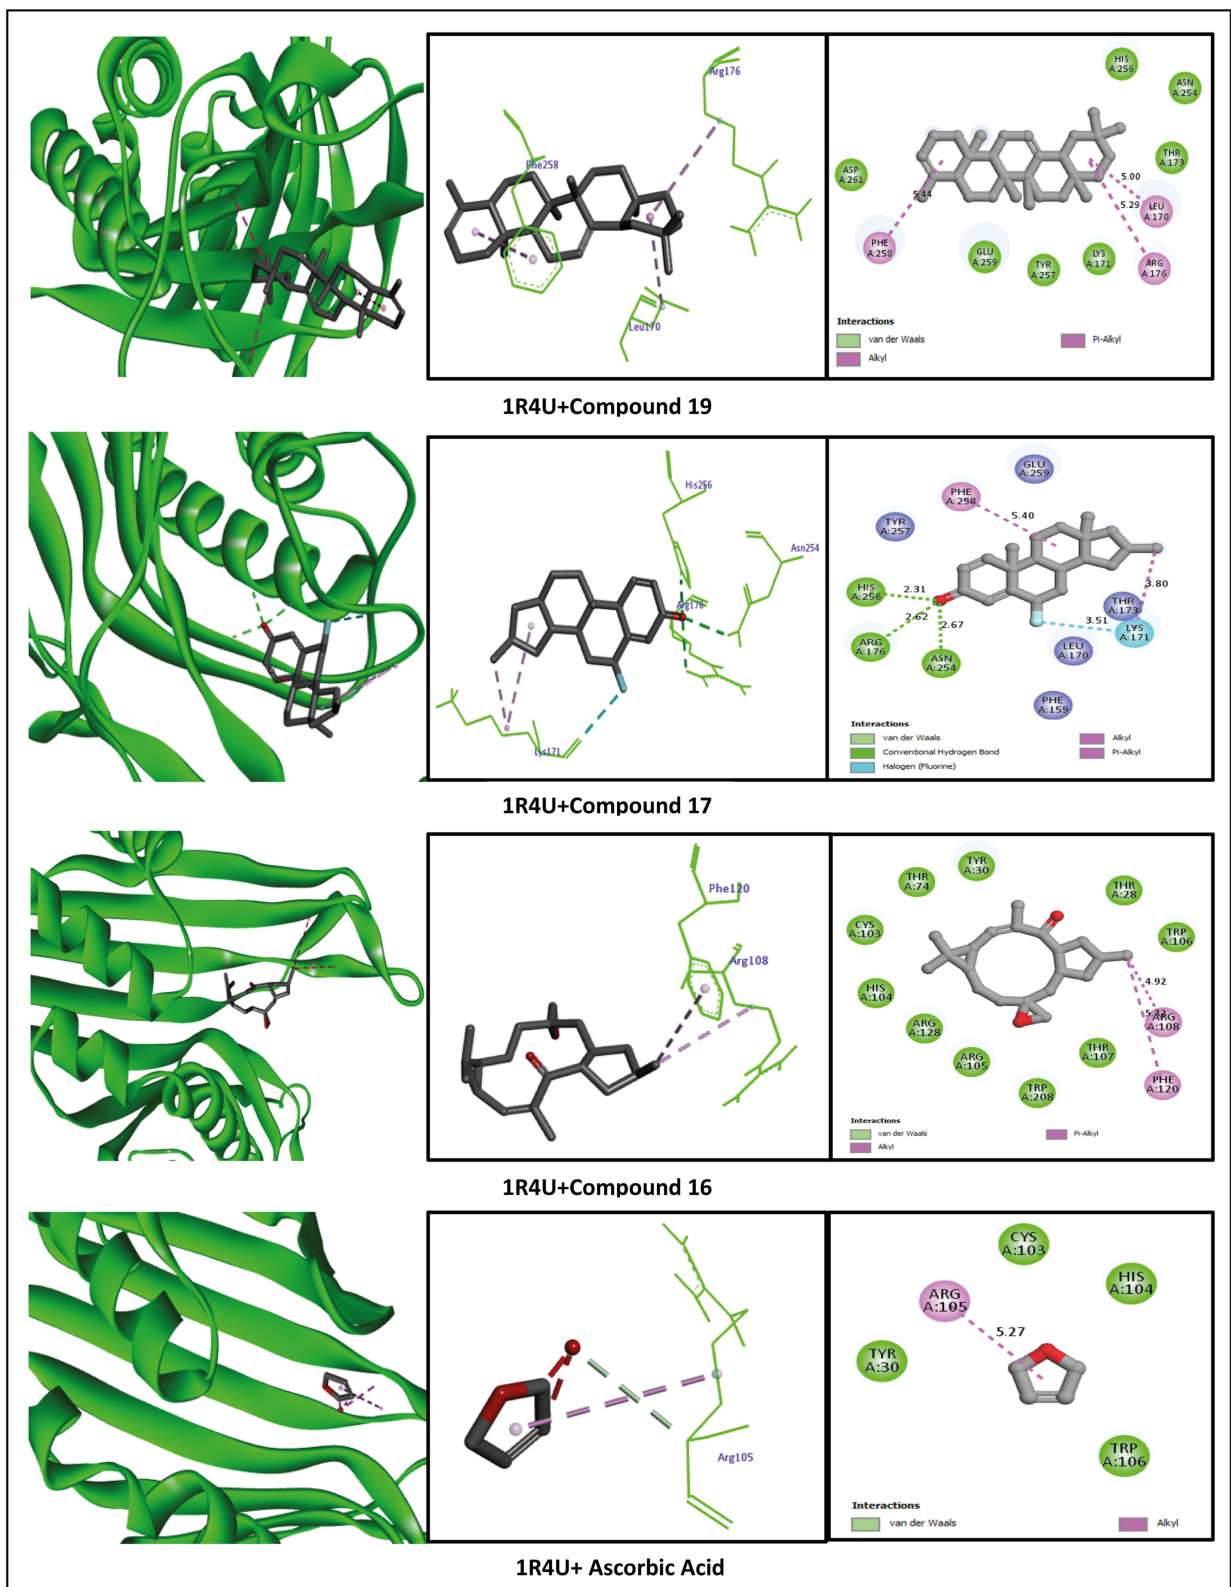 Arg176
Phe258
Leu170
HIS
A:256
ASN
A:254
THR
A:173
ASP
A:261
5.44
5.00
5.29
LEU
A:170
PHE
A:258
GLU
A:259
TYR
A:257
LYS
A:171
ARG
A:176
Interactions
van der Waals
Pi-Alkyl
Alkyl
1R4U+Compound 19
His256
Asn254
Arg176
Lys171
GLU
A:259
PHE
A:258
5.40
TYR
A:257
HIS
A:256
2.31
2.62
2.67
3.80
3.51
THR
A:173
LYS
A:171
ARG
A:176
ASN
A:254
LEU
A:170
PHE
A:159
Interactions
van der Waals
Alkyl
Conventional Hydrogen Bond
Pi-Alkyl
Halogen (Fluorine)
1R4U+Compound 17
Phe120
Arg108
TYR
A:30
THR
A:74
THR
A:28
CYS
A:103
TRP
A:106
HIS
A:104
4.92
ARG
A:108
ARG
A:128
ARG
A:105
THR
A:107
TRP
A:208
PHE
A:120
Interactions
van der Waals
Pi-Alkyl
Alkyl
1R4U+Compound 16
Arg105
CYS
A:103
HIS
A:104
ARG
A:105
5.27
TYR
A:30
TRP
A:106
Interactions
van der Waals
Alkyl
1R4U+ Ascorbic Acid